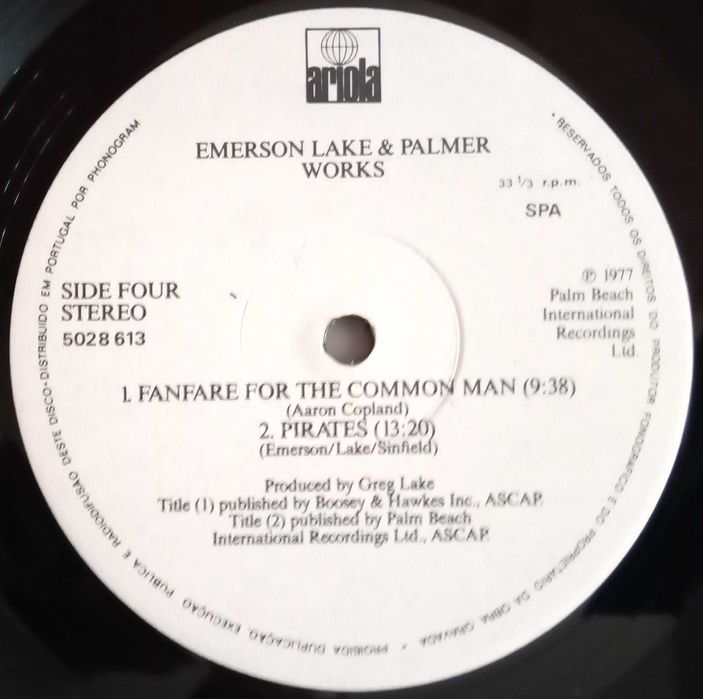 ariola
EMERSON LAKE & PALMER
WORKS
33 1/3 r.p.m.
SPA
SIDE FOUR
STEREO
5028 613
℗ 1977
Palm Beach
International
Recordings
Ltd
1. FANFARE FOR THE COMMON MAN (9:38)
(Aaron Copland)
2. PIRATES (13:20)
(Emerson/Lake/Sinfield)
Produced by Greg Lake
Title (1) published by Boosey & Hawkes Inc., ASCAP.
Title (2) published by Palm Beach
International Recordings Ltd., ASCAP.
• RESERVADOS TODOS OS DIREITOS DO PRODUTOR FONOGRAFICO E DO PROPRIETARIO DA OBRA GRAVADA • PROIBIDA DUPLICAÇÃO, EXECUÇÃO PUBLICA E RADIODIFUSÃO DESTE DISCO • DISTRIBUIDO EM PORTUGAL POR PHONOGRAM